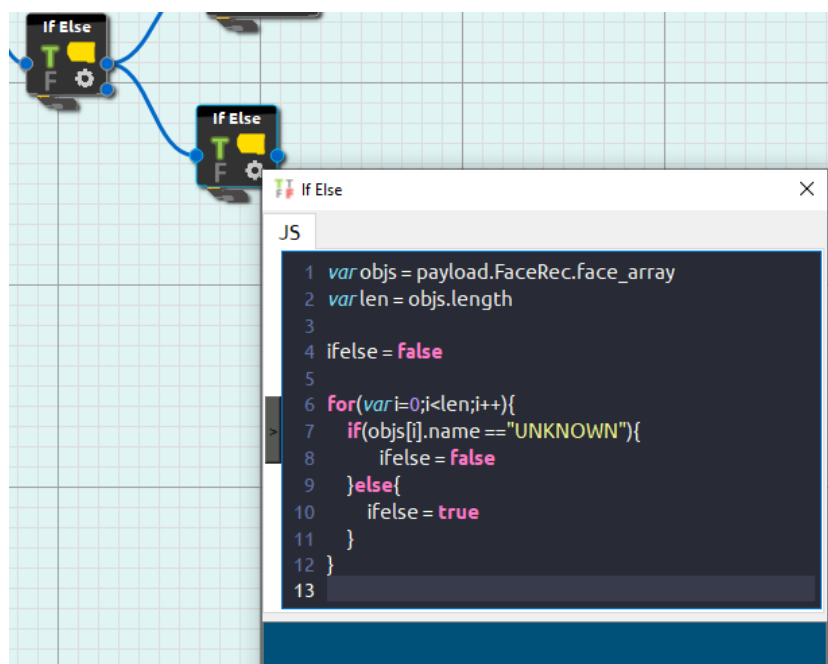 If Else
T
F
If Else
T
F
If Else
JS
1 var objs = payload.FaceRec.face_array
2 var len = objs.length
3
4 ifelse = false
5
6 for(var i=0;i<len;i++){
7 if(objs[i].name =="UNKNOWN"){
8 ifelse = false
9 }else{
10 ifelse = true
11 }
12 }
13